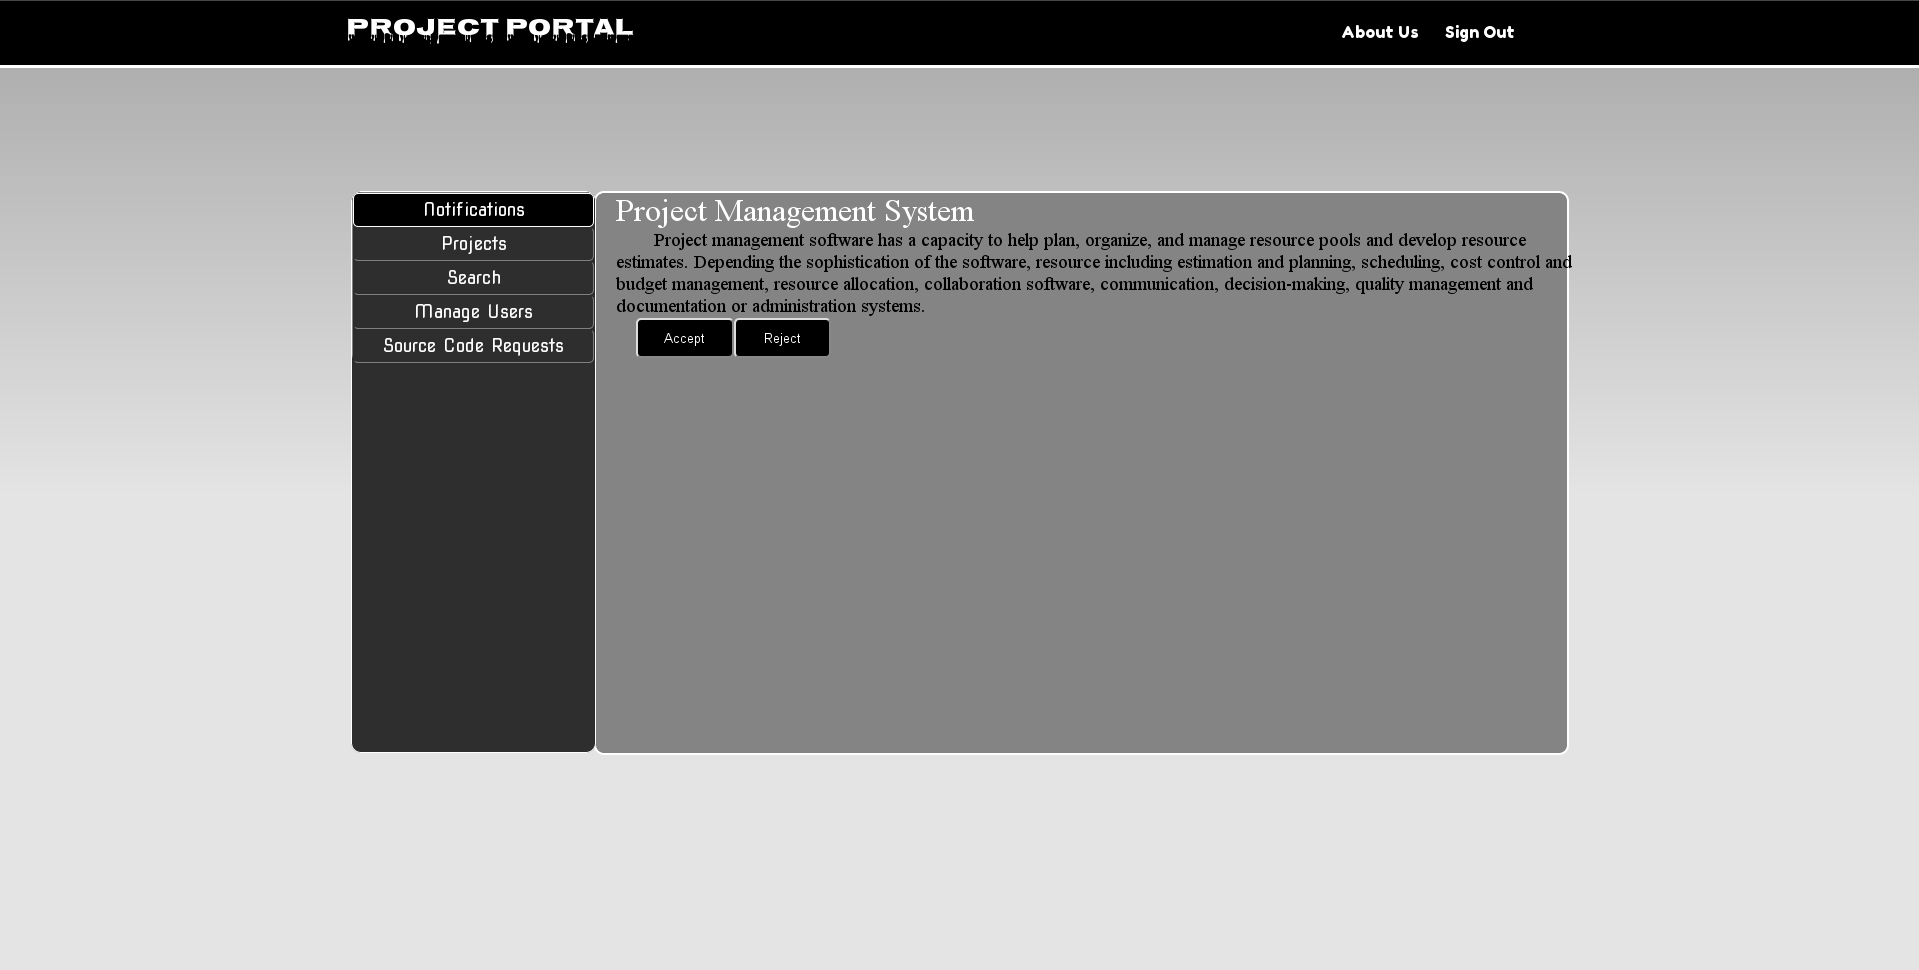 PROJECT PORTAL
About Us Sign Out
Notifications
Projects
Search
Manage Users
Source Code Requests
Project Management System
Project management software has a capacity to help plan, organize, and manage resource pools and develop resource
estimates. Depending the sophistication of the software, resource including estimation and planning, scheduling, cost control and
budget management, resource allocation, collaboration software, communication, decision-making, quality management and
documentation or administration systems.
Accept Reject